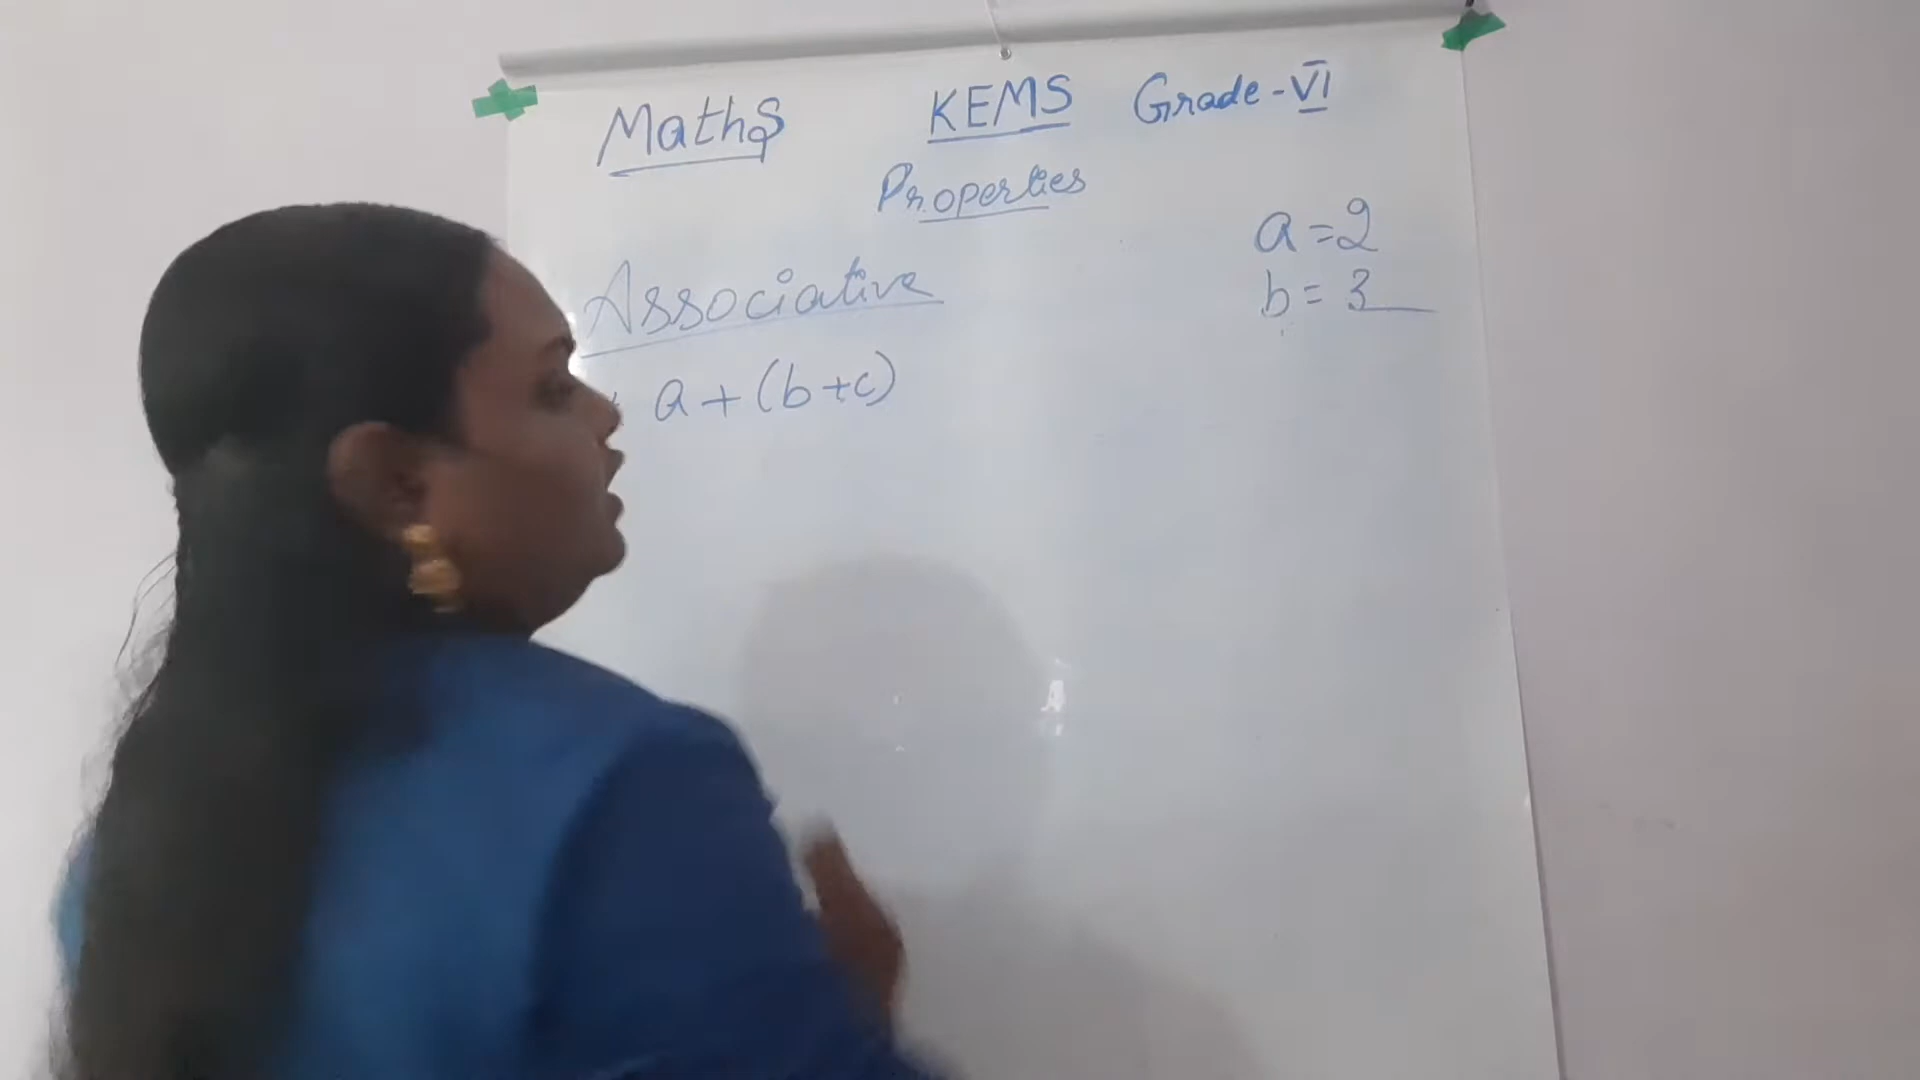 Maths KEMS Grade - VI
Properties
a = 2
b = 3
Associative
a + (b + c)